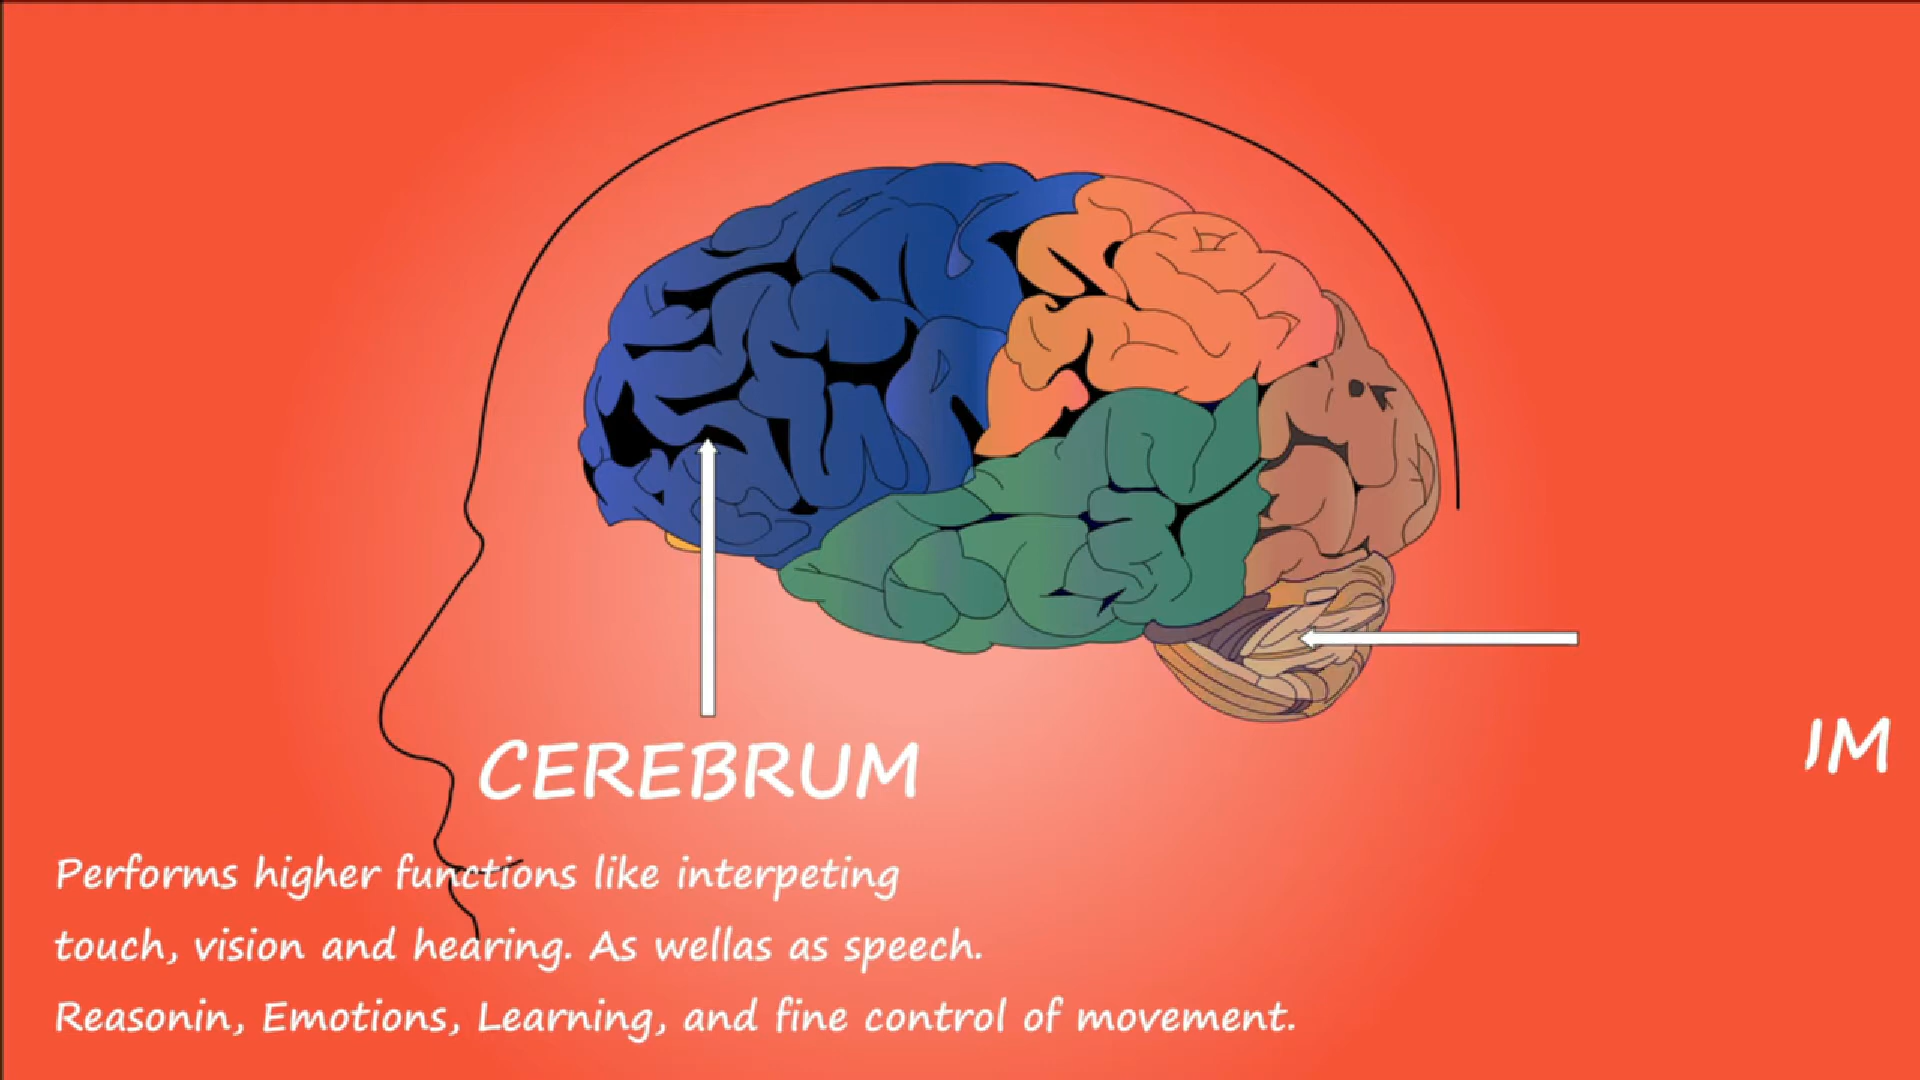 CEREBRUM
UM
Performs higher functions like interpeting
touch, vision and hearing. As wellas as speech.
Reasonin, Emotions, Learning, and fine control of movement.